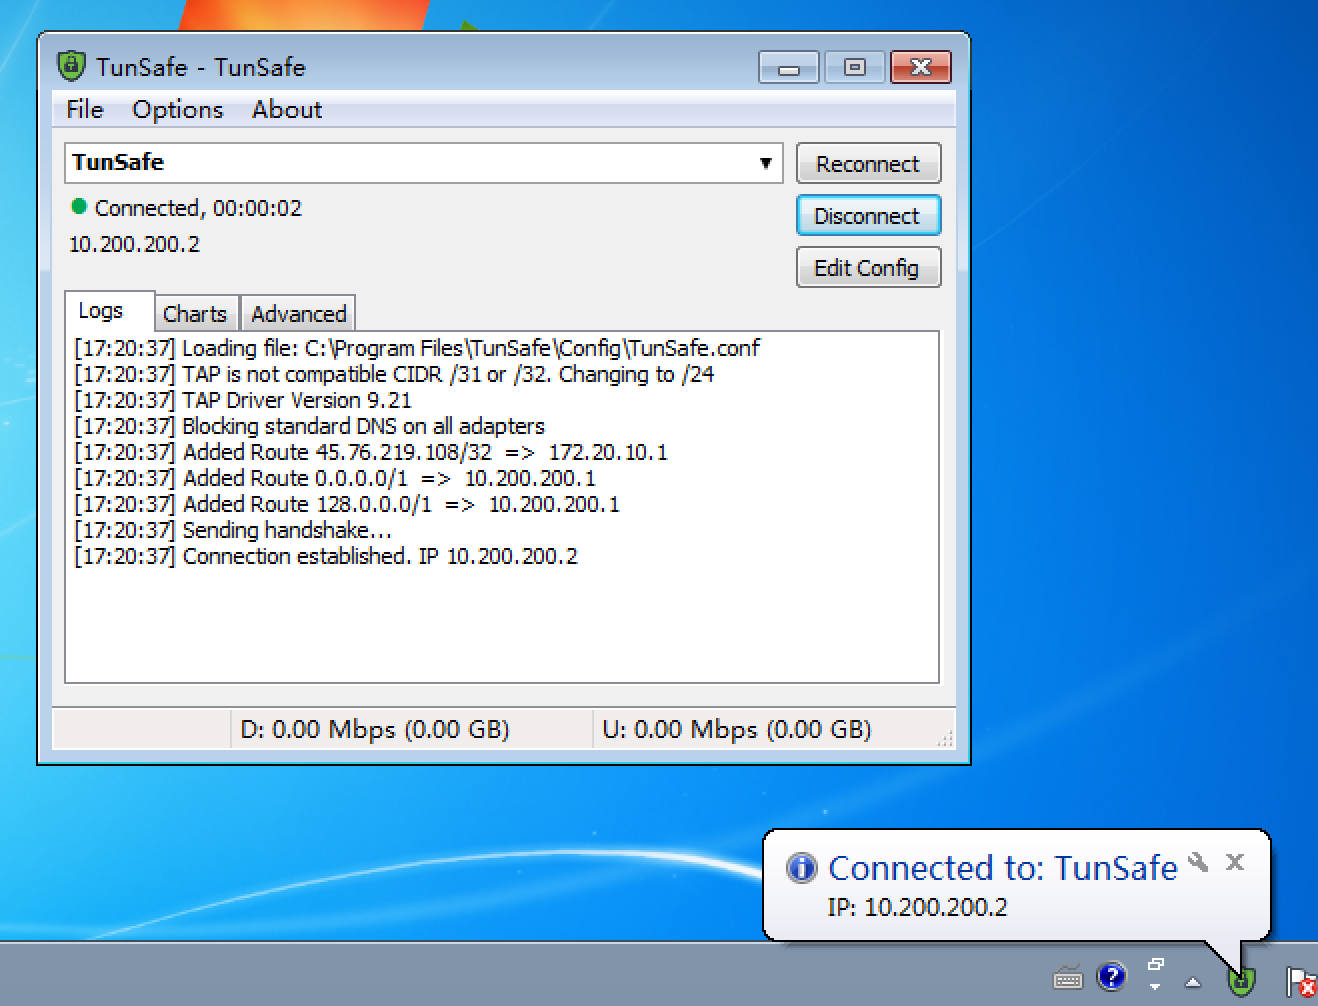 TunSafe - TunSafe
File Options About
TunSafe
Reconnect
Connected, 00:00:02
Disconnect
10.200.200.2
Edit Config
Logs Charts Advanced
[17:20:37] Loading file: C:\Program Files\TunSafe\Config\TunSafe.conf
[17:20:37] TAP is not compatible CIDR /31 or /32. Changing to /24
[17:20:37] TAP Driver Version 9.21
[17:20:37] Blocking standard DNS on all adapters
[17:20:37] Added Route 45.76.219.108/32 => 172.20.10.1
[17:20:37] Added Route 0.0.0.0/1 => 10.200.200.1
[17:20:37] Added Route 128.0.0.0/1 => 10.200.200.1
[17:20:37] Sending handshake...
[17:20:37] Connection established. IP 10.200.200.2
D: 0.00 Mbps (0.00 GB) U: 0.00 Mbps (0.00 GB)
Connected to: TunSafe
IP: 10.200.200.2